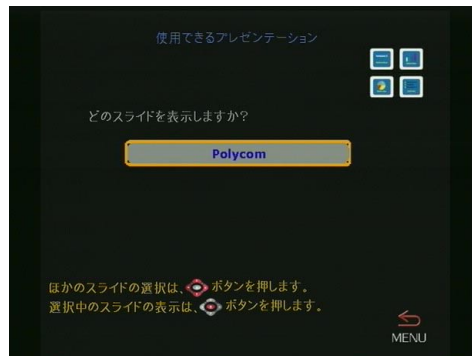 使用できるプレゼンテーション
どのスライドを表示しますか?
Polycom
ほかのスライドの選択は、 ボタンを押します。
選択中のスライドの表示は、 ボタンを押します。
MENU